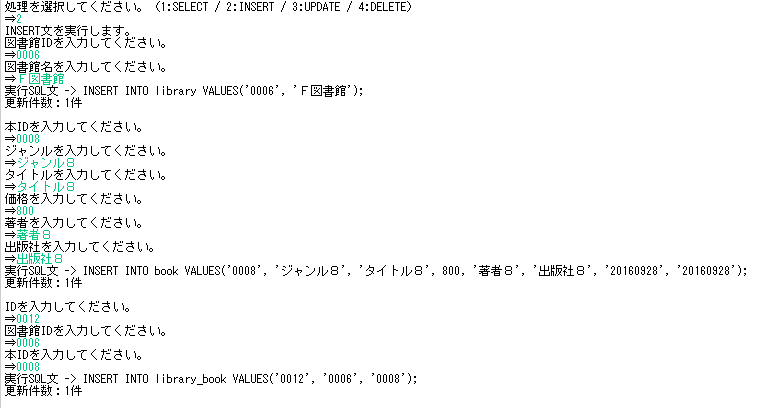 処理を選択してください。（1:SELECT / 2:INSERT / 3:UPDATE / 4:DELETE）
⇒2
INSERT文を実行します。
図書館IDを入力してください。
⇒0006
図書館名を入力してください。
⇒Ｆ図書館
実行SQL文 -> INSERT INTO library VALUES('0006', 'Ｆ図書館');
更新件数：1件
本IDを入力してください。
⇒0008
ジャンルを入力してください。
⇒ジャンル８
タイトルを入力してください。
⇒タイトル８
価格を入力してください。
⇒800
著者を入力してください。
⇒著者８
出版社を入力してください。
⇒出版社８
実行SQL文 -> INSERT INTO book VALUES('0008', 'ジャンル８', 'タイトル８', 800, '著者８', '出版社８', '20160928', '20160928');
更新件数：1件
IDを入力してください。
⇒0012
図書館IDを入力してください。
⇒0006
本IDを入力してください。
⇒0008
実行SQL文 -> INSERT INTO library_book VALUES('0012', '0006', '0008');
更新件数：1件